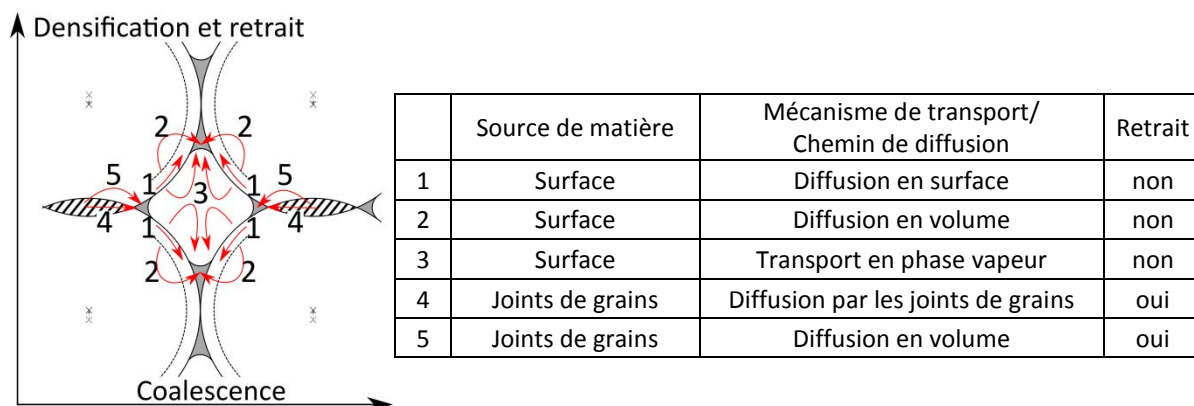 Densification et retrait
2 2
5 1 3 1 5
4 1 1 4
2 2
Coalescence
Source de matière Mécanisme de transport/ Chemin de diffusion Retrait
1 Surface Diffusion en surface non
2 Surface Diffusion en volume non
3 Surface Transport en phase vapeur non
4 Joints de grains Diffusion par les joints de grains oui
5 Joints de grains Diffusion en volume oui